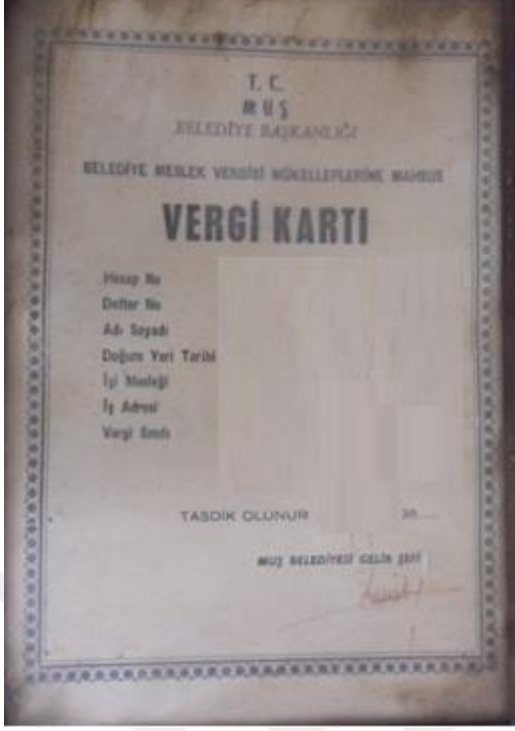 T. C.
MUŞ
BELEDİYE BAŞKANLIĞI
BELEDİYE MESLEK VERGİSİ MÜKELLEFLERİNE MAHSUS
VERGİ KARTI
Hesap No
Defter No
Adı Soyadı
Doğum Yeri Tarihi
İşi Mesleği
İş Adresi
Vergi Sınıfı
TASDİK OLUNUR
MUŞ BELEDİYESİ GELİR ŞEFİ